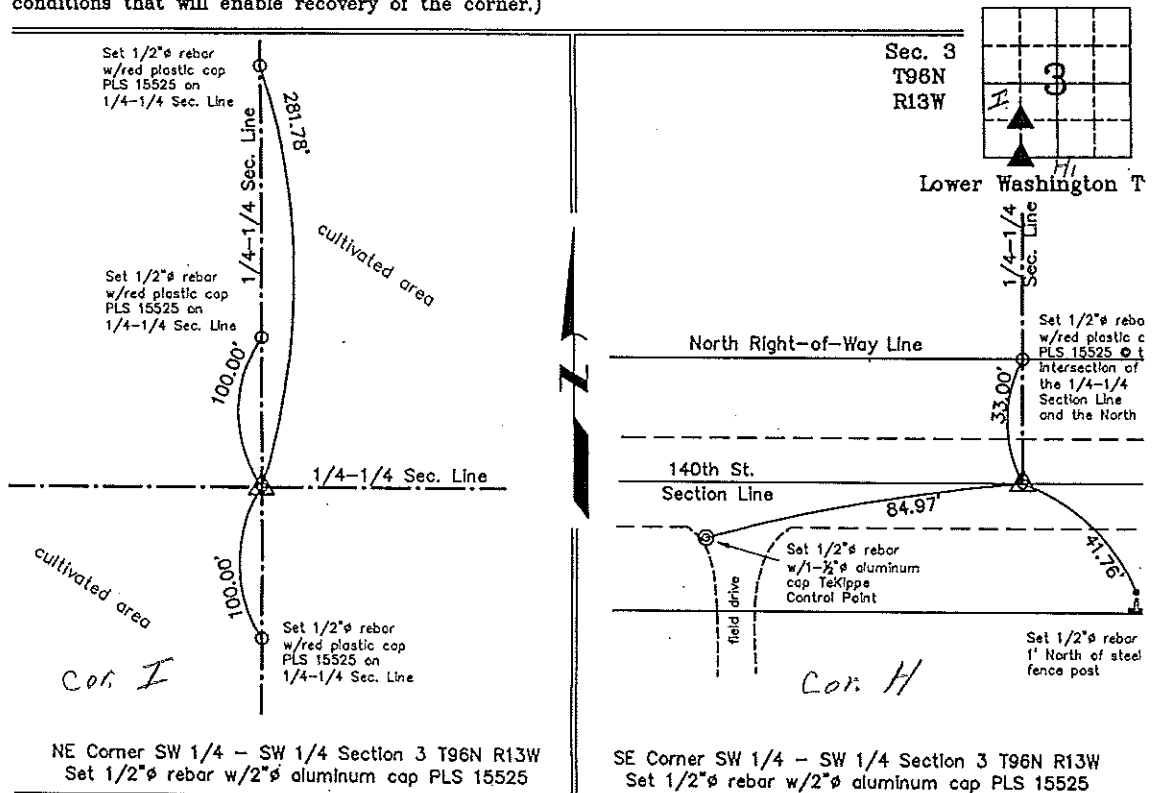 conditions that will enable recovery of the corner.)
Set 1/2"ø rebar
w/red plastic cap
PLS 15525 on
1/4-1/4 Sec. Line
281.78'
1/4-1/4 Sec. Line
cultivated area
Set 1/2"ø rebar
w/red plastic cap
PLS 15525 on
1/4-1/4 Sec. Line
100.00'
1/4-1/4 Sec. Line
100.00'
cultivated area
Set 1/2"ø rebar
w/red plastic cap
PLS 15525 on
1/4-1/4 Sec. Line
Cor. I
NE Corner SW 1/4 - SW 1/4 Section 3 T96N R13W
Set 1/2"ø rebar w/2"ø aluminum cap PLS 15525
N
Sec. 3
T96N
R13W
3
I
H
Lower Washington T
1/4-1/4
Sec. Line
Set 1/2"ø reba
w/red plastic c
PLS 15525 @ t
Intersection of
the 1/4-1/4
Section Line
and the North
North Right-of-Way Line
33.00'
140th St.
Section Line
84.97'
41.76'
Set 1/2"ø rebar
w/1-½"ø aluminum
cap TeKippe
Control Point
field drive
Set 1/2"ø rebar
1' North of steel
fence post
Cor. H
SE Corner SW 1/4 - SW 1/4 Section 3 T96N R13W
Set 1/2"ø rebar w/2"ø aluminum cap PLS 15525